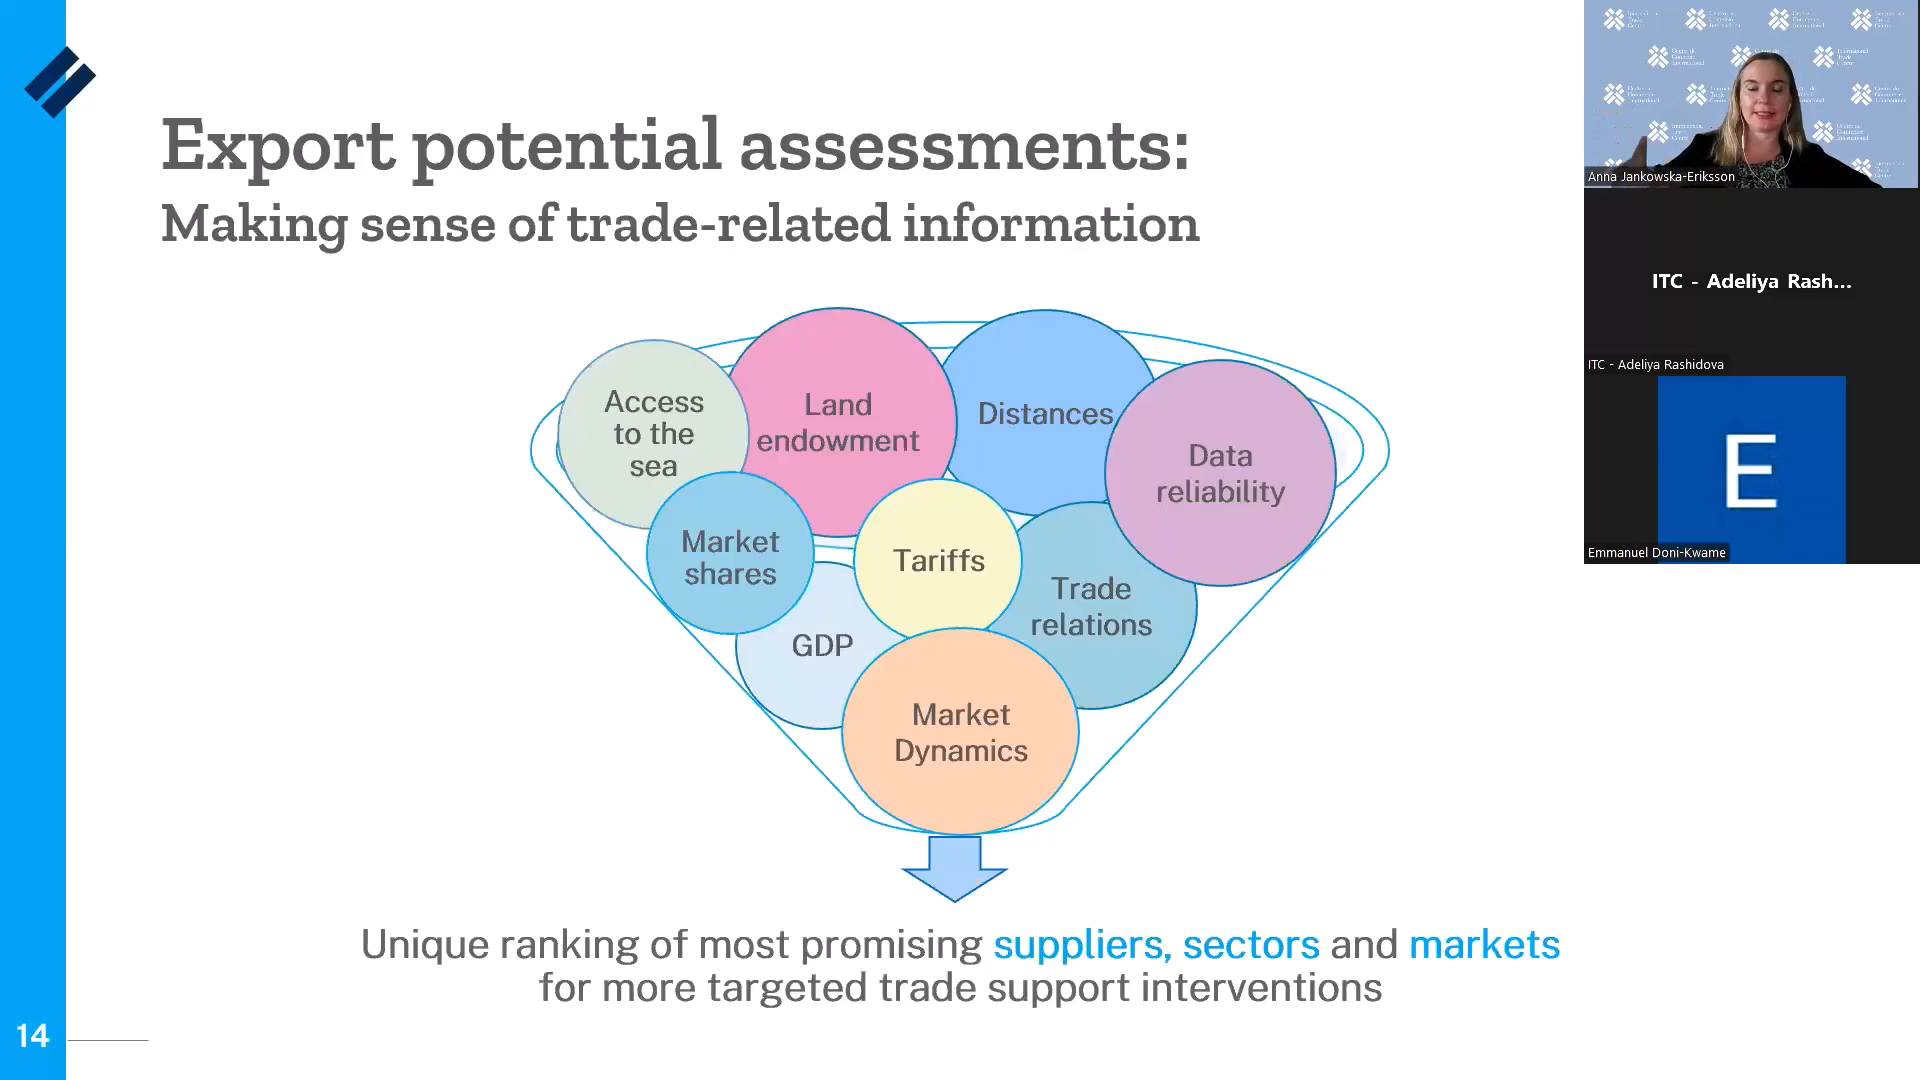 Export potential assessments:
Making sense of trade-related information
Access
to the
sea
Land
endowment
Distances
Data
reliability
Market
shares
Tariffs
Trade
relations
GDP
Market
Dynamics
Unique ranking of most promising suppliers, sectors and markets
for more targeted trade support interventions
14
Anna Jankowska-Eriksson
ITC - Adeliya Rash...
ITC - Adeliya Rashidova
E
Emmanuel Doni-Kwame